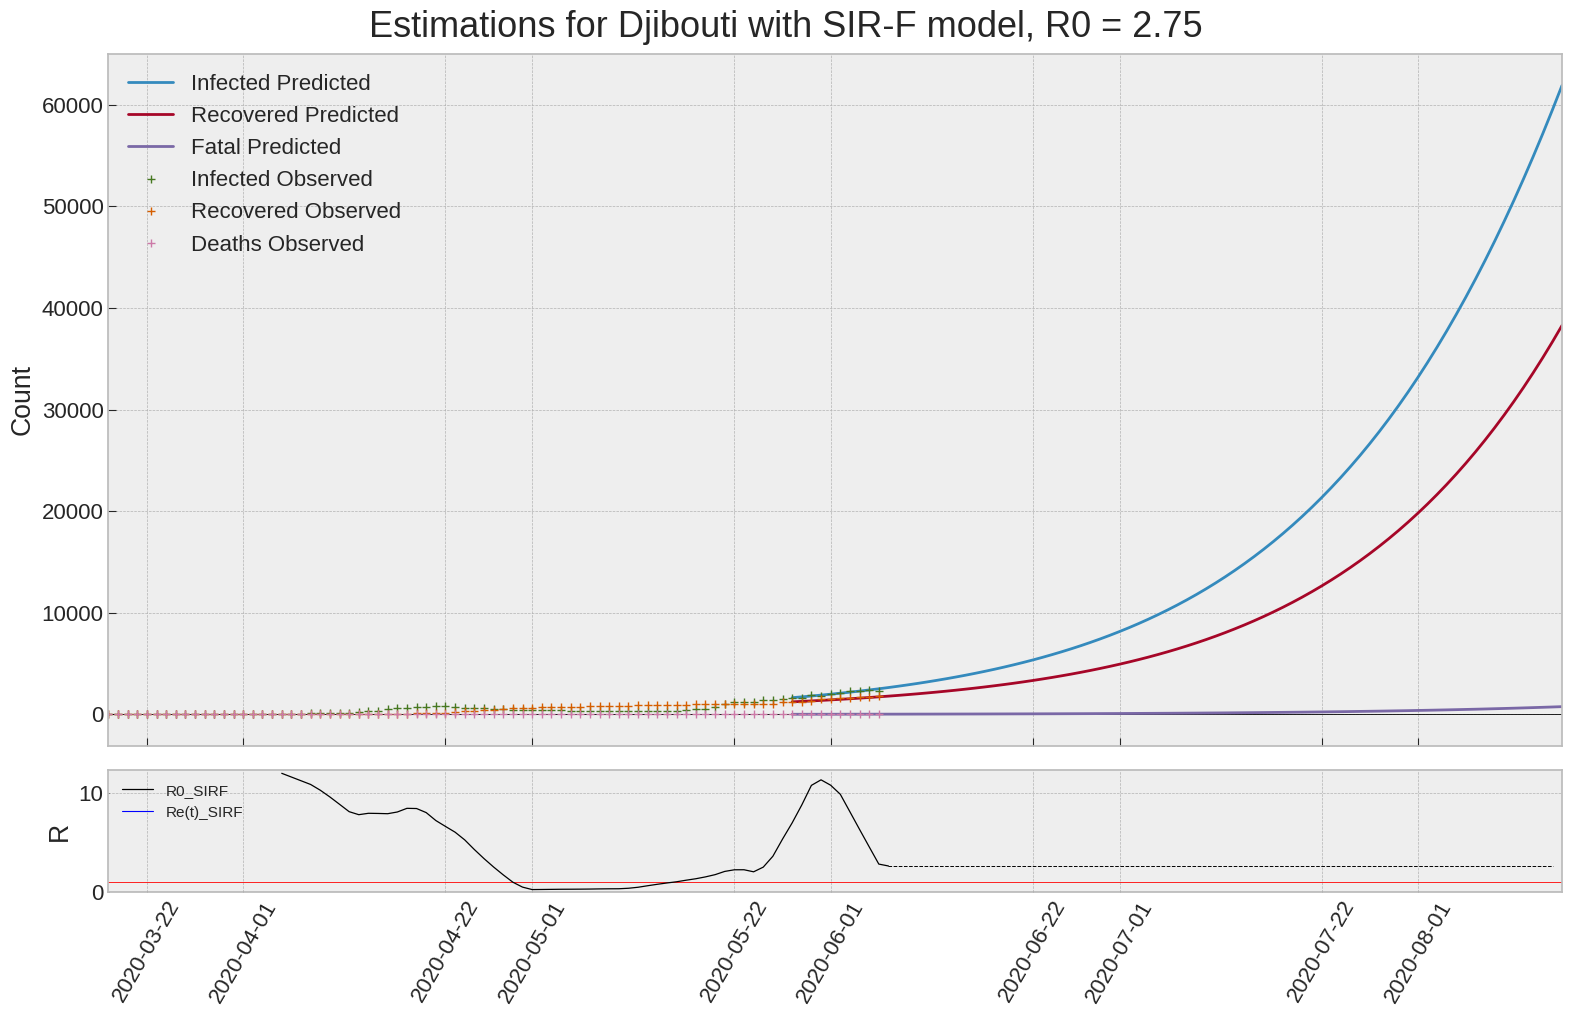 Estimations for Djibouti with SIR-F model, R0 = 2.75
Infected Predicted
Recovered Predicted
Fatal Predicted
Infected Observed
Recovered Observed
Deaths Observed
Count
60000
50000
40000
30000
20000
10000
0
R0_SIRF
Re(t)_SIRF
R
10
0
2020-03-22
2020-04-01
2020-04-22
2020-05-01
2020-05-22
2020-06-01
2020-06-22
2020-07-01
2020-07-22
2020-08-01